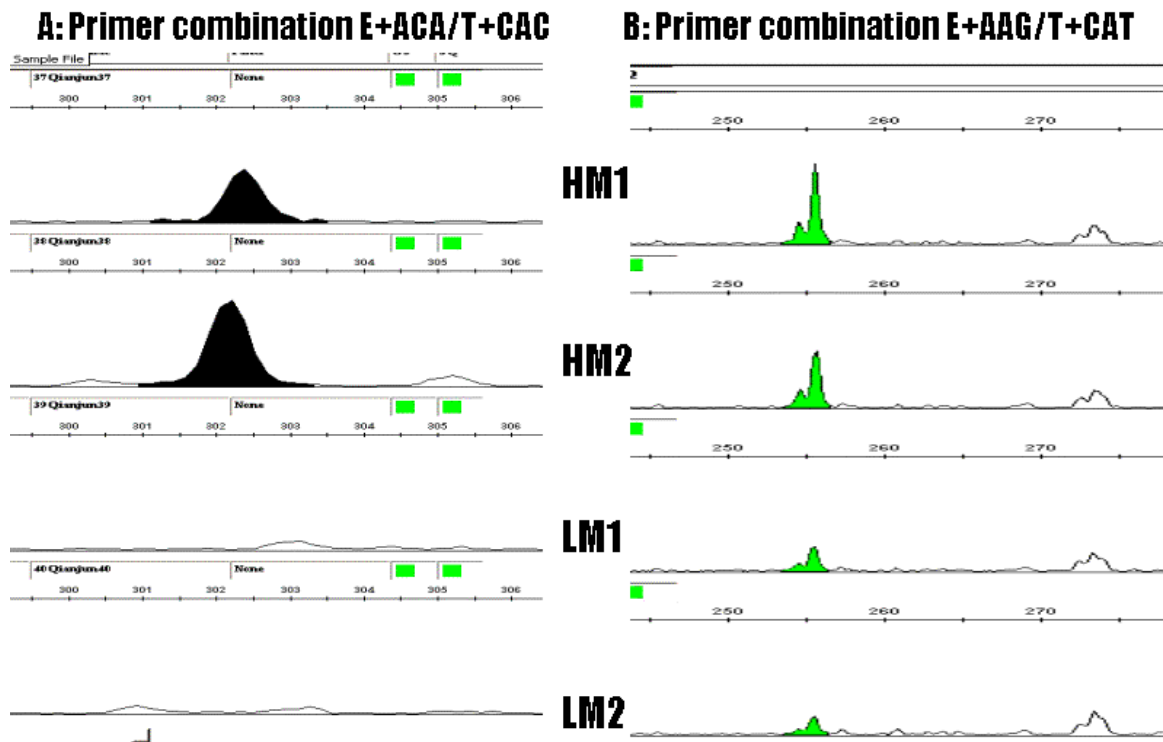 A: Primer combination E+ACA/T+CAC
B: Primer combination E+AAG/T+CAT
Sample File
37 Qianjun37 None
300 301 302 303 304 305 306
2
250 260 270
HM1
38 Qianjun38 None
300 301 302 303 304 305 306
250 260 270
HM2
39 Qianjun39 None
300 301 302 303 304 305 306
250 260 270
LM1
40 Qianjun40 None
300 301 302 303 304 305 306
250 260 270
LM2